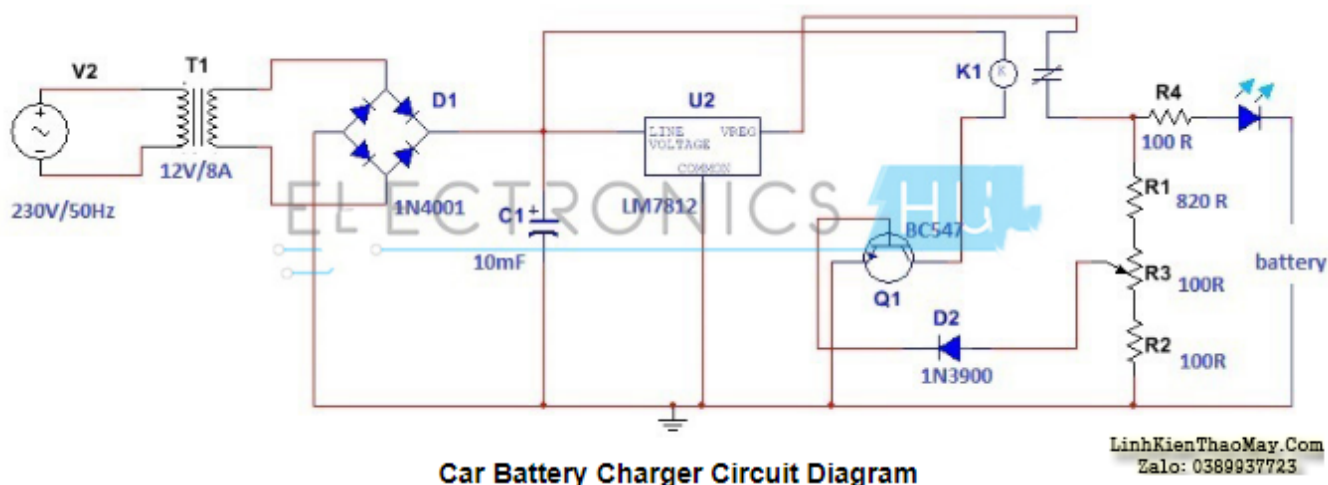 V2
T1
D1
U2
K1
K
R4
100 R
LINE
VOLTAGE
VREG
COMMON
LM7812
12V/8A
230V/50Hz
1N4001
C1
+
10mF
ELECTRONICS HUB
BC547
Q1
D2
1N3900
R1
820 R
R3
100R
R2
100R
battery
LinhKienThaoMay.Com
Zalo: 0389937723
Car Battery Charger Circuit Diagram